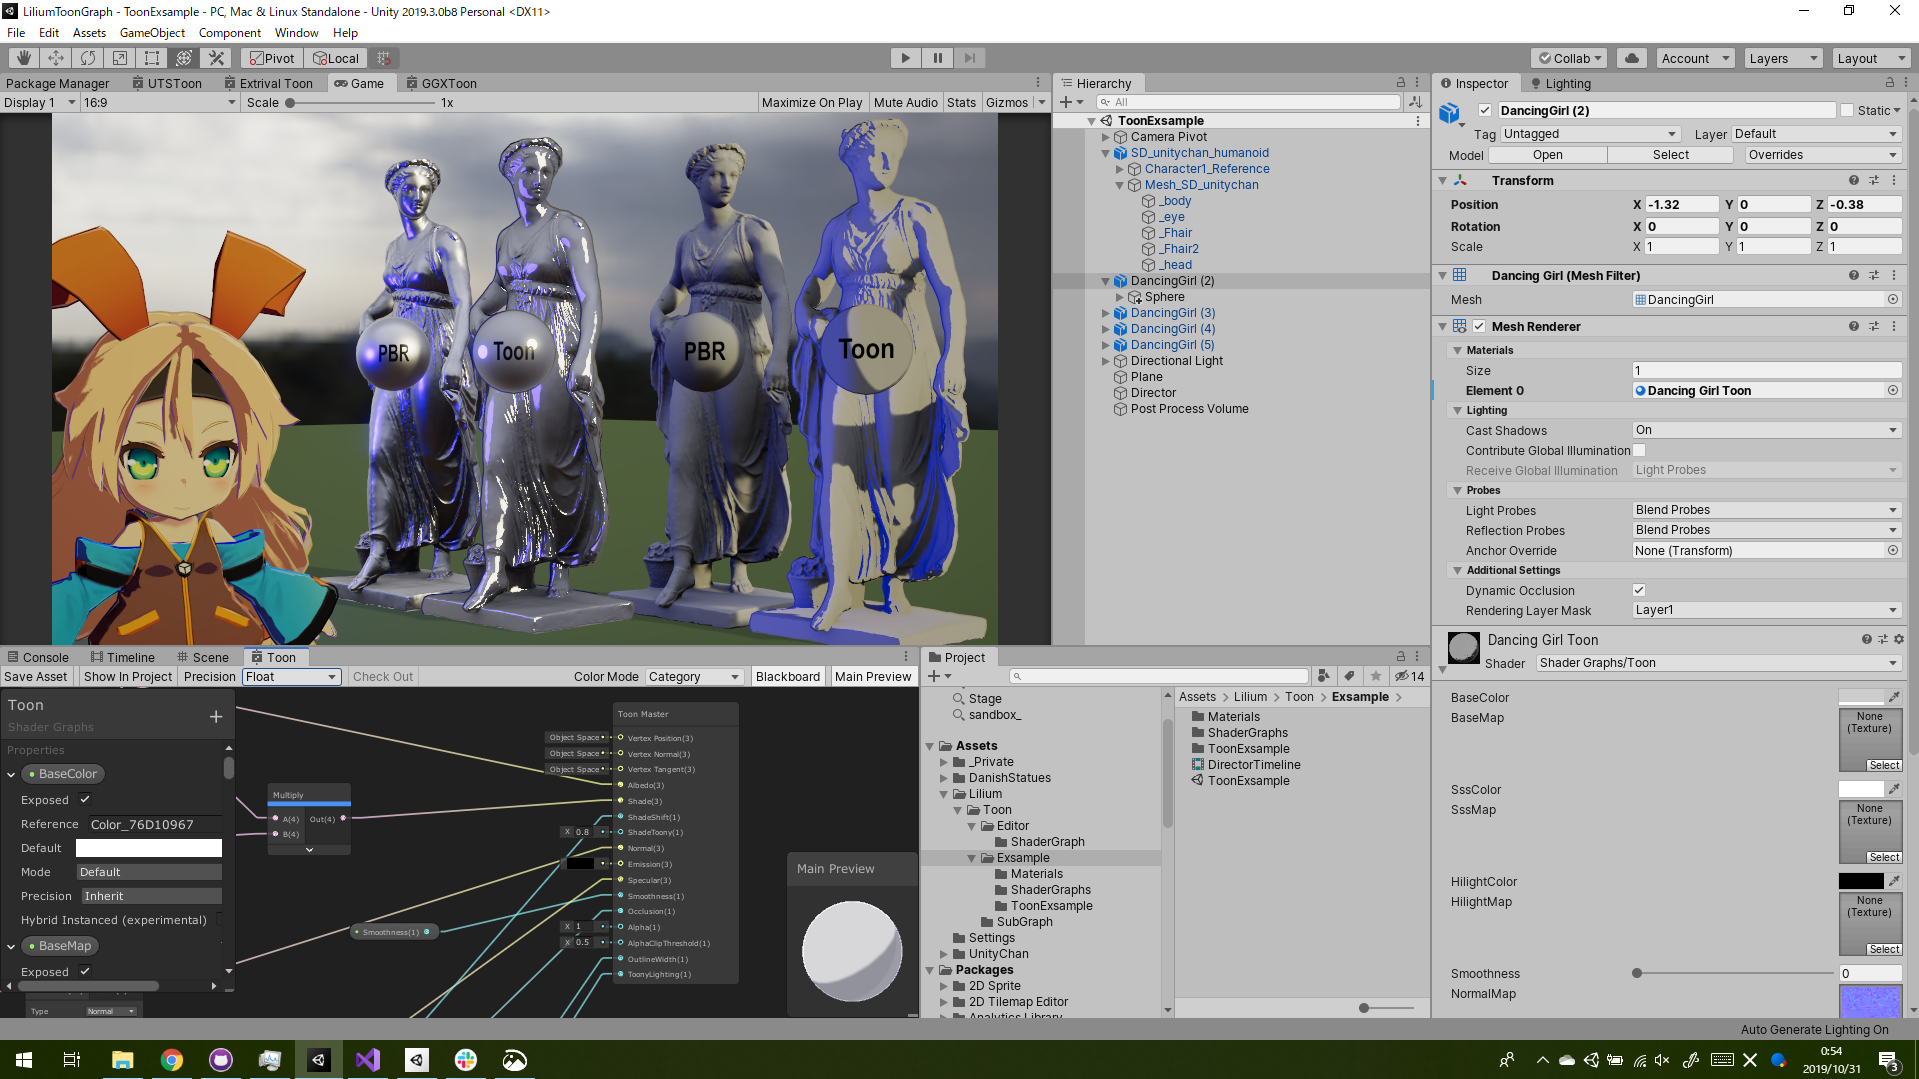 LiliumToonGraph - ToonExsample - PC, Mac & Linux Standalone - Unity 2019.3.0b8 Personal <DX11>
File Edit Assets GameObject Component Window Help
Pivot Local Collab Account Layers Layout
Package Manager UTSToon Extrival Toon Game GGXToon
Display 1 16:9 Scale 1x Maximize On Play Mute Audio Stats Gizmos
PBR Toon PBR Toon
Hierarchy
All
ToonExsample
Camera Pivot
SD_unitychan_humanoid
Character1_Reference
Mesh_SD_unitychan
_body
_eye
_Fhair
_Fhair2
_head
DancingGirl (2)
Sphere
DancingGirl (3)
DancingGirl (4)
DancingGirl (5)
Directional Light
Plane
Director
Post Process Volume
Inspector Lighting
DancingGirl (2) Static
Tag Untagged Layer Default
Model Open Select Overrides
Transform
Position X -1.32 Y 0 Z -0.38
Rotation X 0 Y 0 Z 0
Scale X 1 Y 1 Z 1
Dancing Girl (Mesh Filter)
Mesh DancingGirl
Mesh Renderer
Materials
Size 1
Element 0 Dancing Girl Toon
Lighting
Cast Shadows On
Contribute Global Illumination
Receive Global Illumination Light Probes
Probes
Light Probes Blend Probes
Reflection Probes Blend Probes
Anchor Override None (Transform)
Additional Settings
Dynamic Occlusion
Rendering Layer Mask Layer1
Dancing Girl Toon
Shader Shader Graphs/Toon
BaseColor
BaseMap None (Texture) Select
SssColor
SssMap None (Texture) Select
HilightColor
HilightMap None (Texture) Select
Smoothness 0
NormalMap
Console Timeline Scene Toon
Save Asset Show In Project Precision Float Check Out Color Mode Category Blackboard Main Preview
Toon
Shader Graphs
Properties
BaseColor
Exposed
Reference Color_76D10967
Default
Mode Default
Precision Inherit
Hybrid Instanced (experimental)
BaseMap
Exposed
Type Normal
Multiply
A(4) Out(4)
B(4)
Smoothness(1)
Toon Master
Object Space Vertex Position(3)
Object Space Vertex Normal(3)
Object Space Vertex Tangent(3)
Albedo(3)
Shade(3)
ShadeShift(1)
X 0.8 ShadeToony(1)
Normal(3)
Emission(3)
Specular(3)
Smoothness(1)
Occlusion(1)
X 1 Alpha(1)
X 0.5 AlphaClipThreshold(1)
OutlineWidth(1)
ToonyLighting(1)
Main Preview
Project
14
Stage
sandbox_
Assets
_Private
DanishStatues
Lilium
Toon
Editor
ShaderGraph
Exsample
Materials
ShaderGraphs
ToonExsample
SubGraph
Settings
UnityChan
Packages
2D Sprite
2D Tilemap Editor
Analytics Library
Assets > Lilium > Toon > Exsample >
Materials
ShaderGraphs
ToonExsample
DirectorTimeline
ToonExsample
Auto Generate Lighting On
0:54
2019/10/31
3